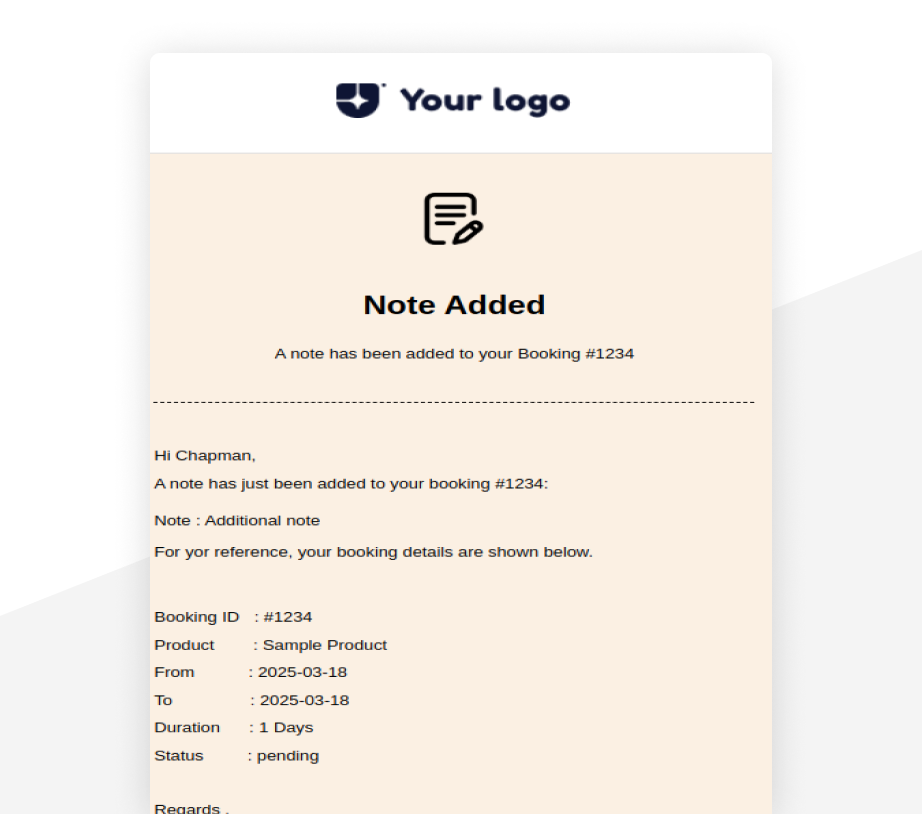 Your logo
Note Added
A note has been added to your Booking #1234
Hi Chapman,
A note has just been added to your booking #1234:
Note : Additional note
For yor reference, your booking details are shown below.
Booking ID : #1234
Product : Sample Product
From : 2025-03-18
To : 2025-03-18
Duration : 1 Days
Status : pending
Regards ,